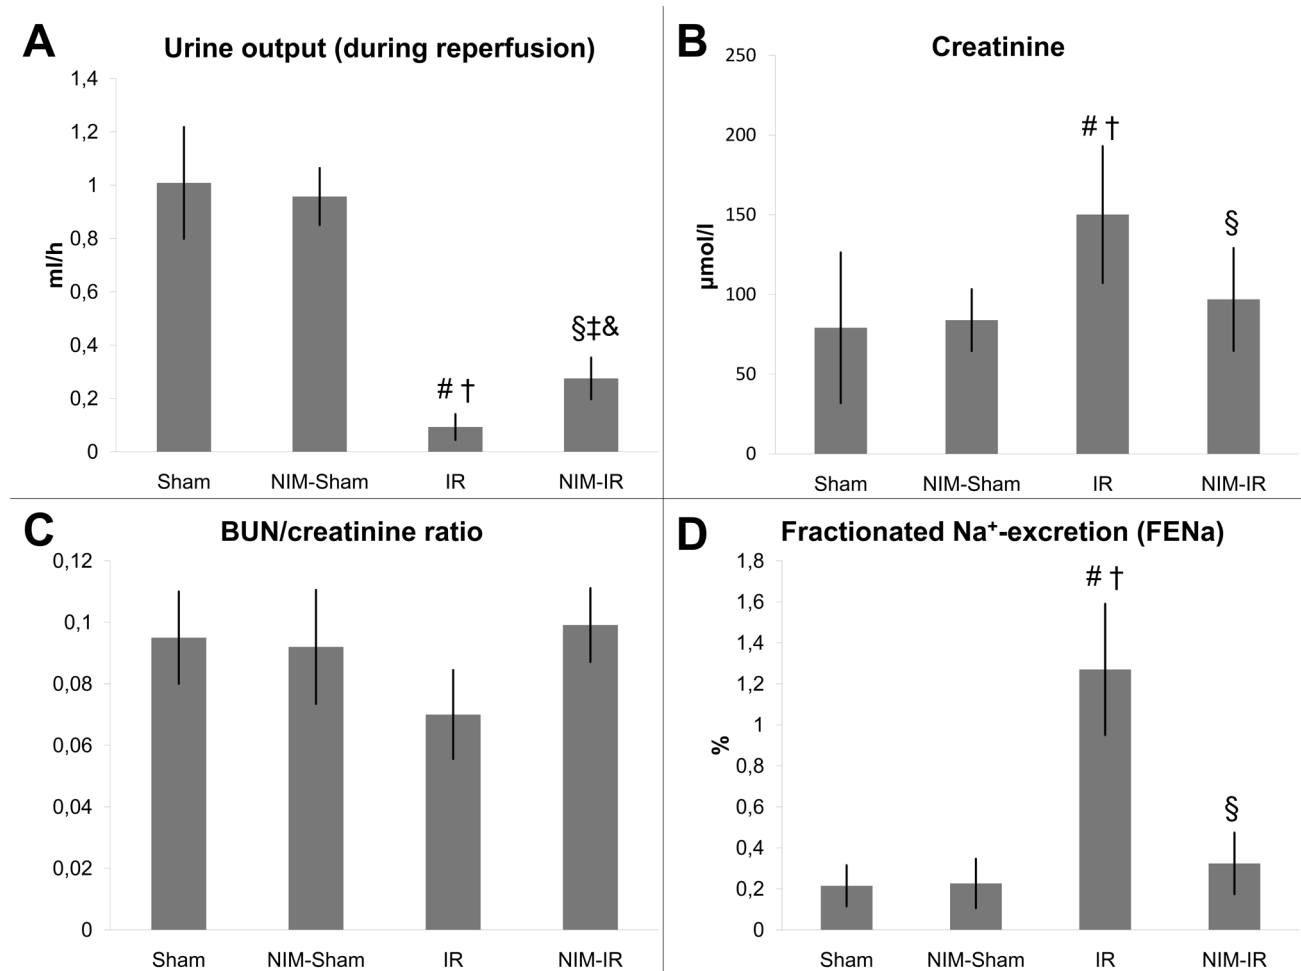 A
Urine output (during reperfusion)
1,4
1,2
1
0,8
0,6
0,4
0,2
0
ml/h
# †
§‡&
Sham NIM-Sham IR NIM-IR
B
Creatinine
250
200
150
100
50
0
µmol/l
# †
§
Sham NIM-Sham IR NIM-IR
C
BUN/creatinine ratio
0,12
0,1
0,08
0,06
0,04
0,02
0
Sham NIM-Sham IR NIM-IR
D
Fractionated Na⁺-excretion (FENa)
1,8
1,6
1,4
1,2
1
0,8
0,6
0,4
0,2
0
%
# †
§
Sham NIM-Sham IR NIM-IR